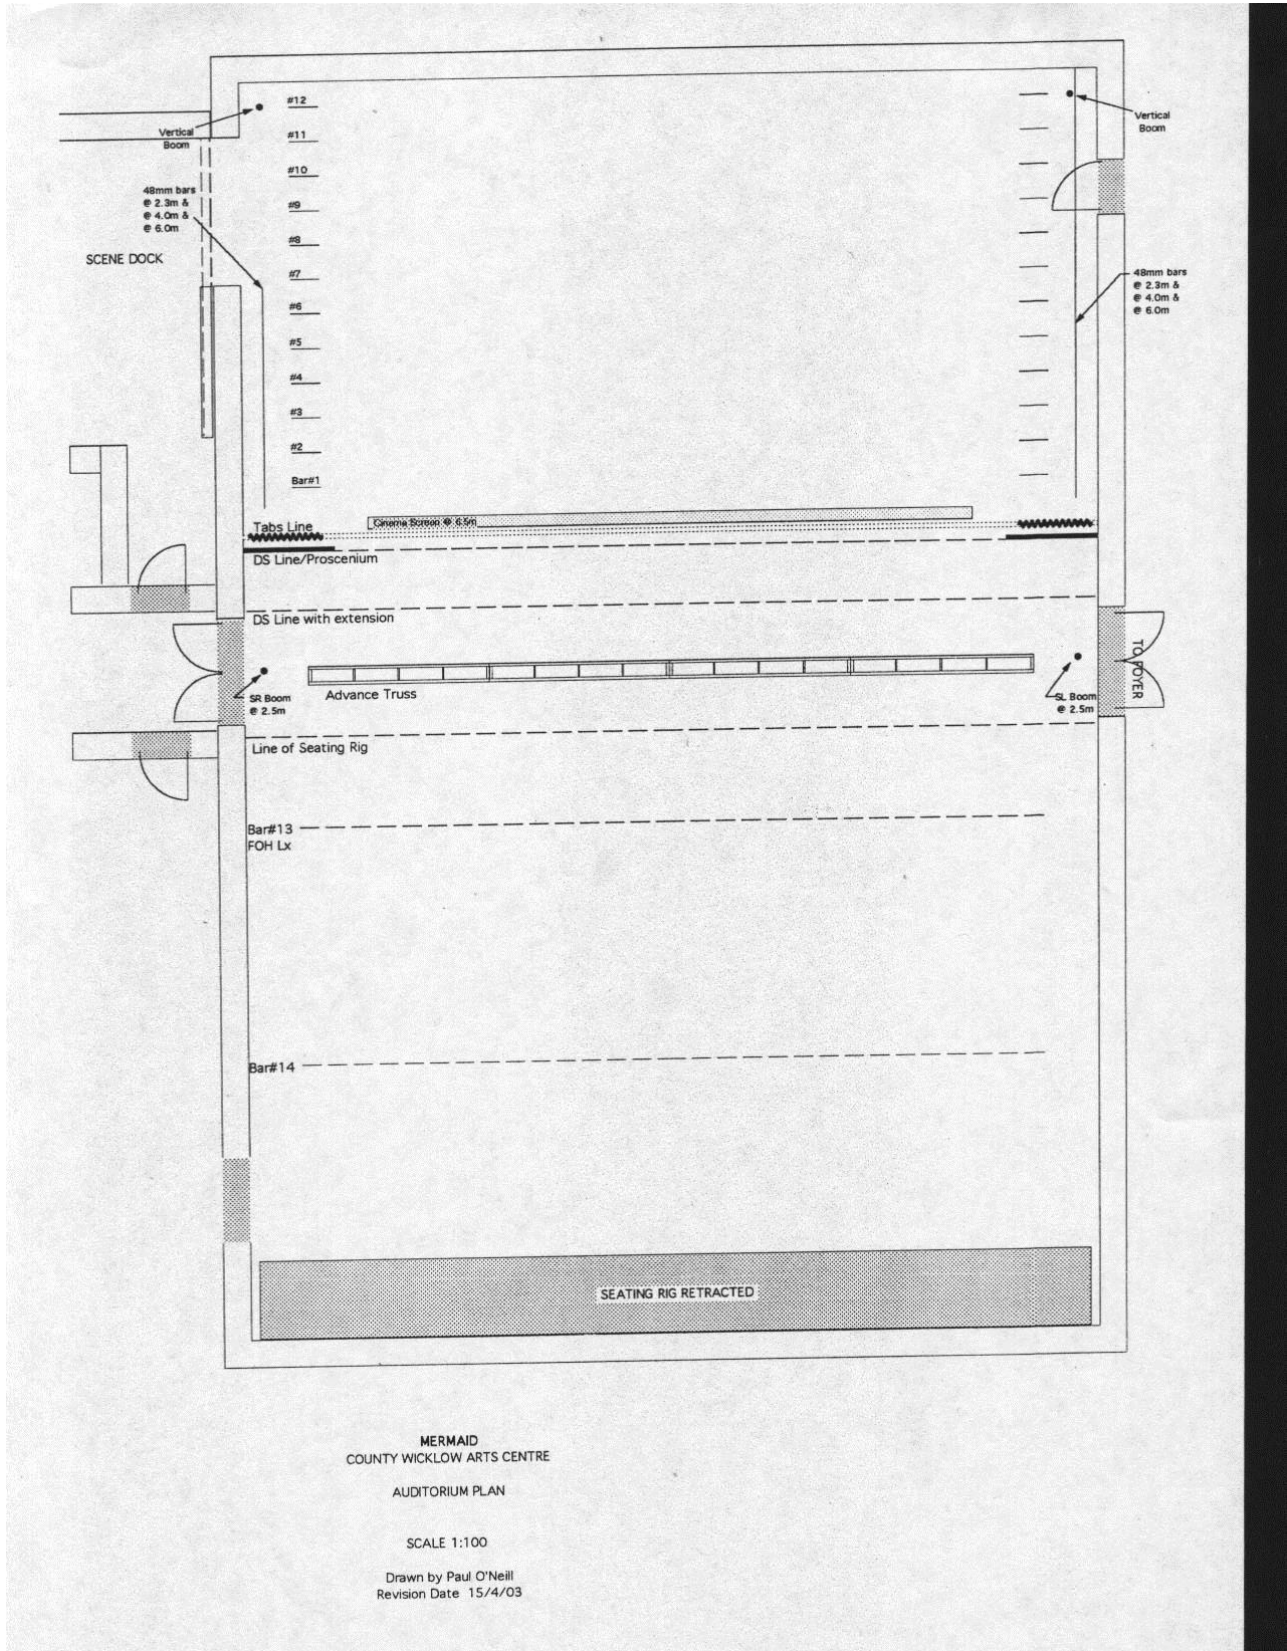 #12
Vertical
Boom
Vertical
Boom
#11
#10
48mm bars
@ 2.3m &
@ 4.0m &
@ 6.0m
#9
#8
SCENE DOCK
#7
48mm bars
@ 2.3m &
@ 4.0m &
@ 6.0m
#6
#5
#4
#3
#2
Bar#1
Cinema Screen @ 6.5m
Tabs Line
DS Line/Proscenium
DS Line with extension
TO FOYER
Advance Truss
SR Boom
@ 2.5m
SL Boom
@ 2.5m
Line of Seating Rig
Bar#13
FOH Lx
Bar#14
SEATING RIG RETRACTED
MERMAID
COUNTY WICKLOW ARTS CENTRE
AUDITORIUM PLAN
SCALE 1:100
Drawn by Paul O'Neill
Revision Date 15/4/03